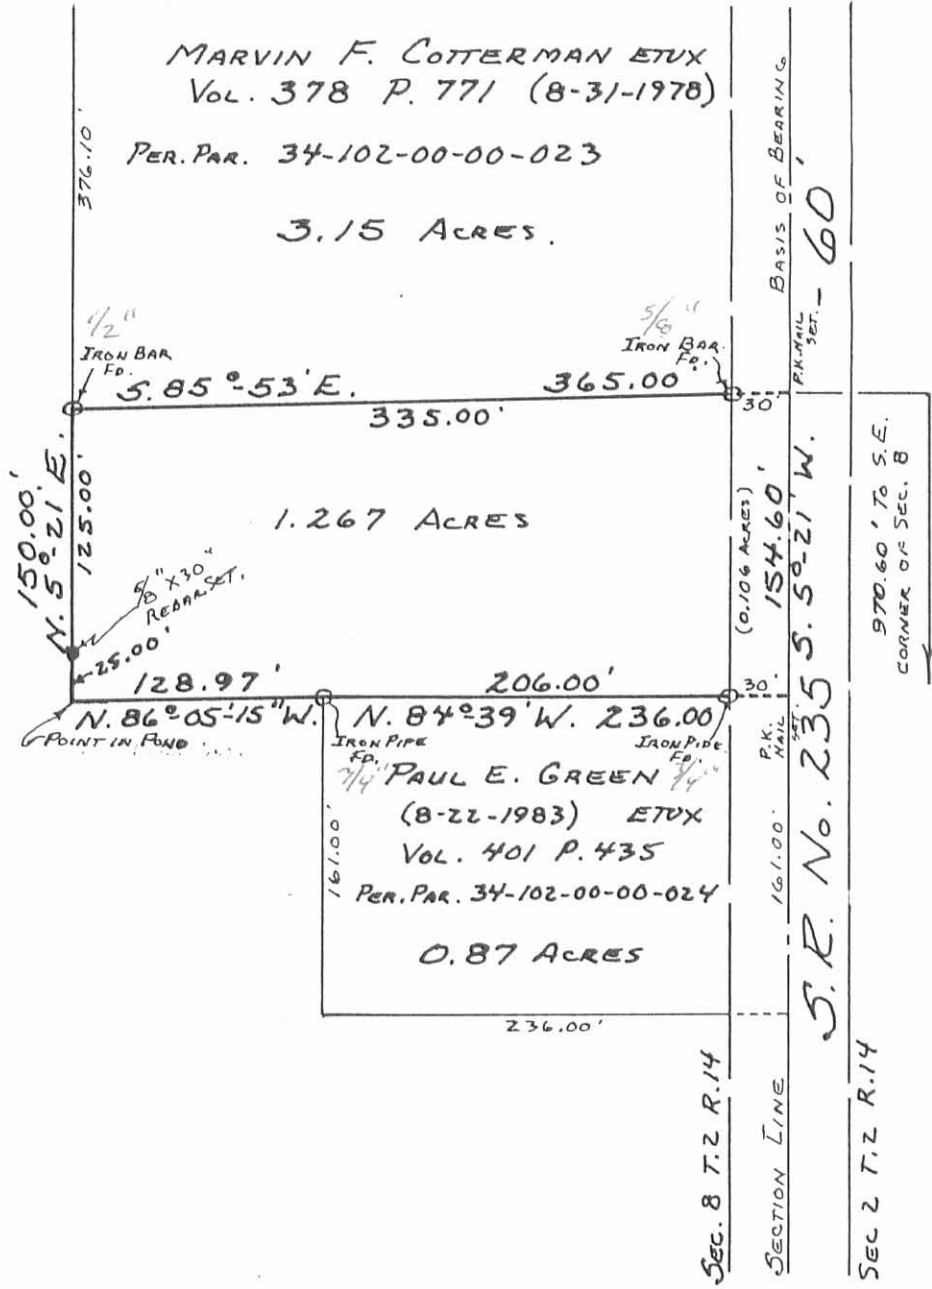 MARVIN F. COTTERMAN ETUX
VOL. 378 P. 771 (8-31-1978)
PER. PAR. 34-102-00-00-023
3.15 ACRES.
376.10'
BASIS OF BEARING
60'
1/2"
IRON BAR
FD.
5/8"
IRON BAR
FD.
P.K. NAIL
SET.
S. 85°-53' E. 365.00
335.00'
30'
150.00'
N. 5°-21' E.
125.00'
1.267 ACRES
(0.106 ACRES)
154.60'
S. 5°-21' W.
970.60' TO S.E.
CORNER OF SEC. 8
5/8" X 30"
REBAR SET.
25.00'
128.97'
206.00'
30'
N. 86°-05'-15" W.
N. 84°-39' W. 236.00
POINT IN POND
IRON PIPE
FD.
3/4"
IRON PIPE
FD.
3/4"
P.K.
NAIL
SET.
PAUL E. GREEN
(8-22-1983) ETUX
VOL. 401 P. 435
PER. PAR. 34-102-00-00-024
0.87 ACRES
161.00'
161.00'
236.00'
S. R. No. 235
SEC. 8 T.2 R.14
SECTION LINE
SEC 2 T.2 R.14